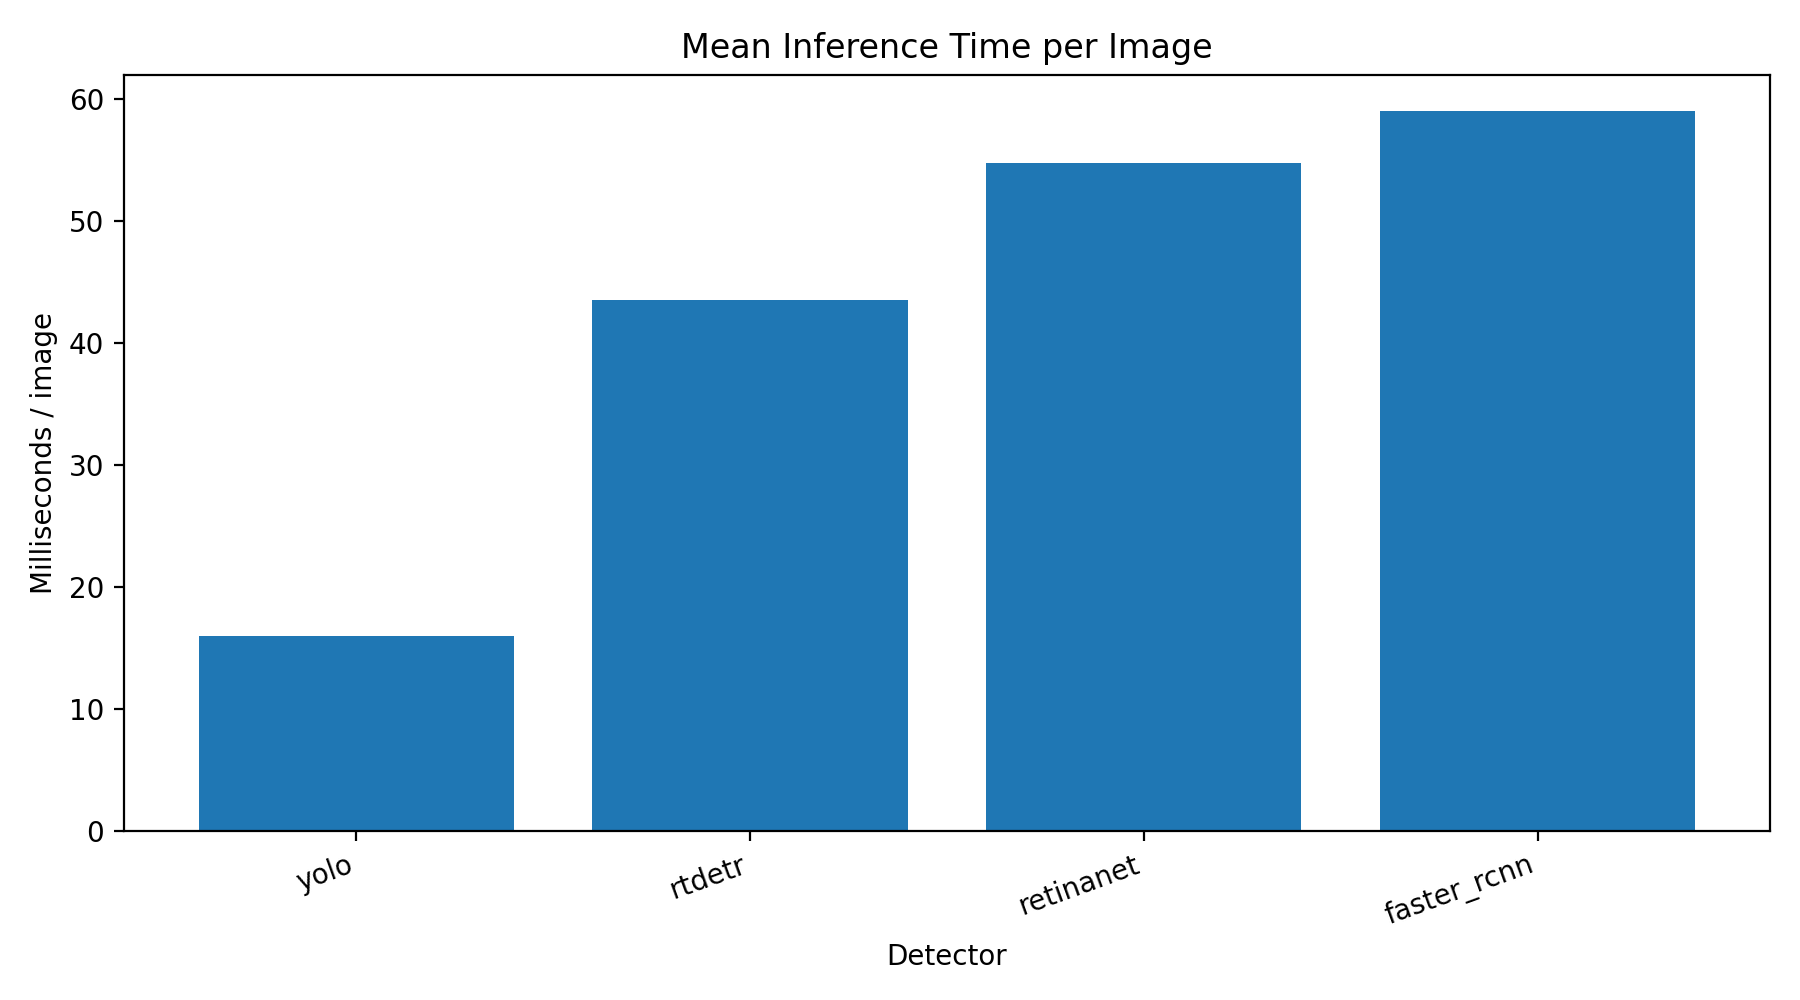 Mean Inference Time per Image
60
50
40
30
20
10
0
Milliseconds / image
yolo
rtdetr
retinanet
faster_rcnn
Detector